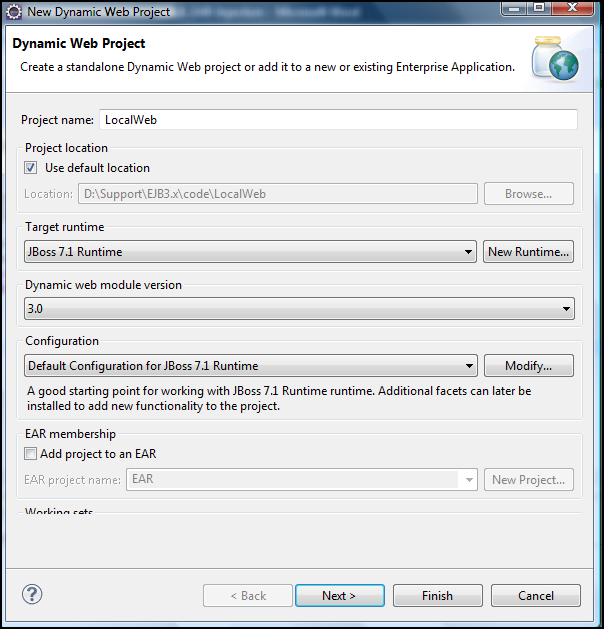 New Dynamic Web Project
Dynamic Web Project
Create a standalone Dynamic Web project or add it to a new or existing Enterprise Application.
Project name: LocalWeb
Project location
Use default location
Location: D:\Support\EJB3.x\code\LocalWeb Browse...
Target runtime
JBoss 7.1 Runtime New Runtime...
Dynamic web module version
3.0
Configuration
Default Configuration for JBoss 7.1 Runtime Modify...
A good starting point for working with JBoss 7.1 Runtime runtime. Additional facets can later be
installed to add new functionality to the project.
EAR membership
Add project to an EAR
EAR project name: EAR New Project...
Working sets
? < Back Next > Finish Cancel